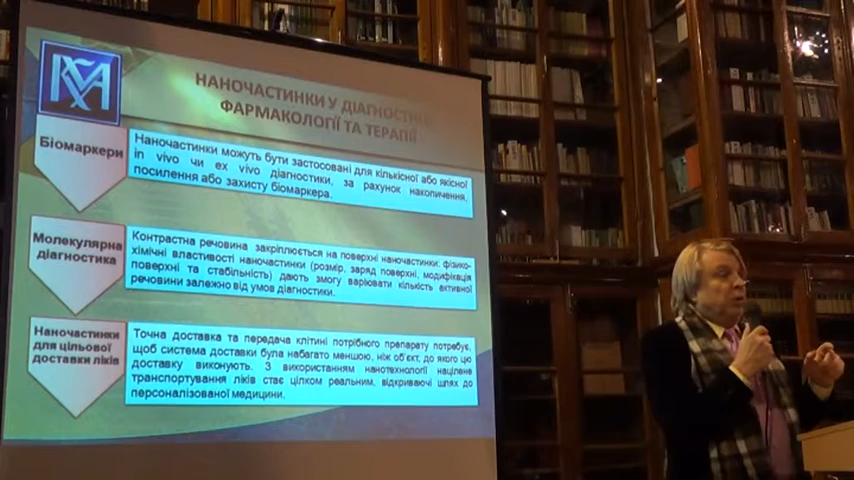 НАНОЧАСТИНКИ У ДІАГНОСТИЦІ
ФАРМАКОЛОГІЇ ТА ТЕРАПІЇ
Біомаркери
Наночастинки можуть бути застосовані для кількісної або якісної
in vivo чи ex vivo діагностики, за рахунок накопичення,
посилення або захисту біомаркера.
Молекулярна
діагностика
Контрастна речовина закріплюється на поверхні наночастинки: фізико-
хімічні властивості наночастинки (розмір, заряд поверхні, модифікація
поверхні та стабільність) дають змогу варіювати кількість активної
речовини залежно від умов діагностики.
Наночастинки
для цільової
доставки ліків
Точна доставка та передача клітині потрібного препарату потребує,
щоб система доставки була набагато меншою, ніж об'єкт, до якого цю
доставку виконують. З використанням нанотехнології націлене
транспортування ліків стає цілком реальним, відкриваючі шлях до
персоналізованої медицини.